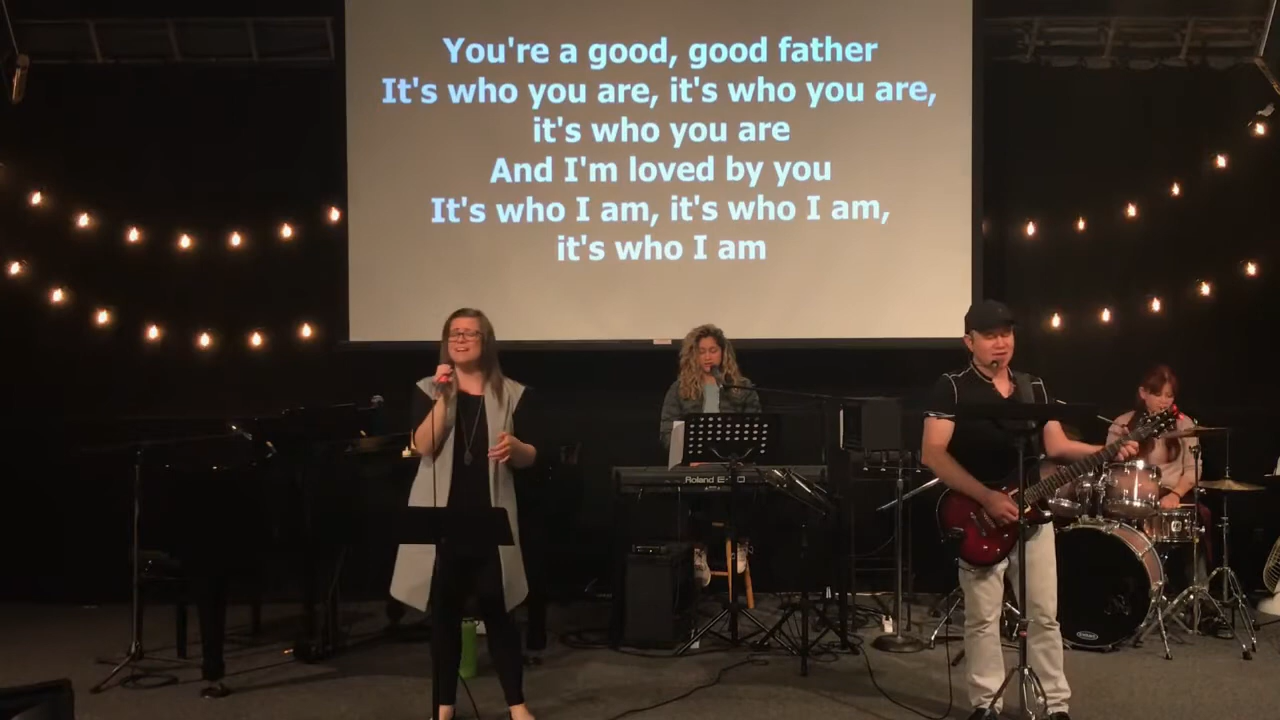 You're a good, good father
It's who you are, it's who you are,
it's who you are
And I'm loved by you
It's who I am, it's who I am,
it's who I am
Roland